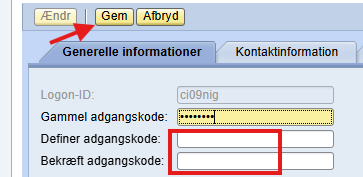 Ændr Gem Afbryd
Generelle informationer Kontaktinformation
Logon-ID: ci09nig
Gammel adgangskode: ••••••••
Definer adgangskode:
Bekræft adgangskode: